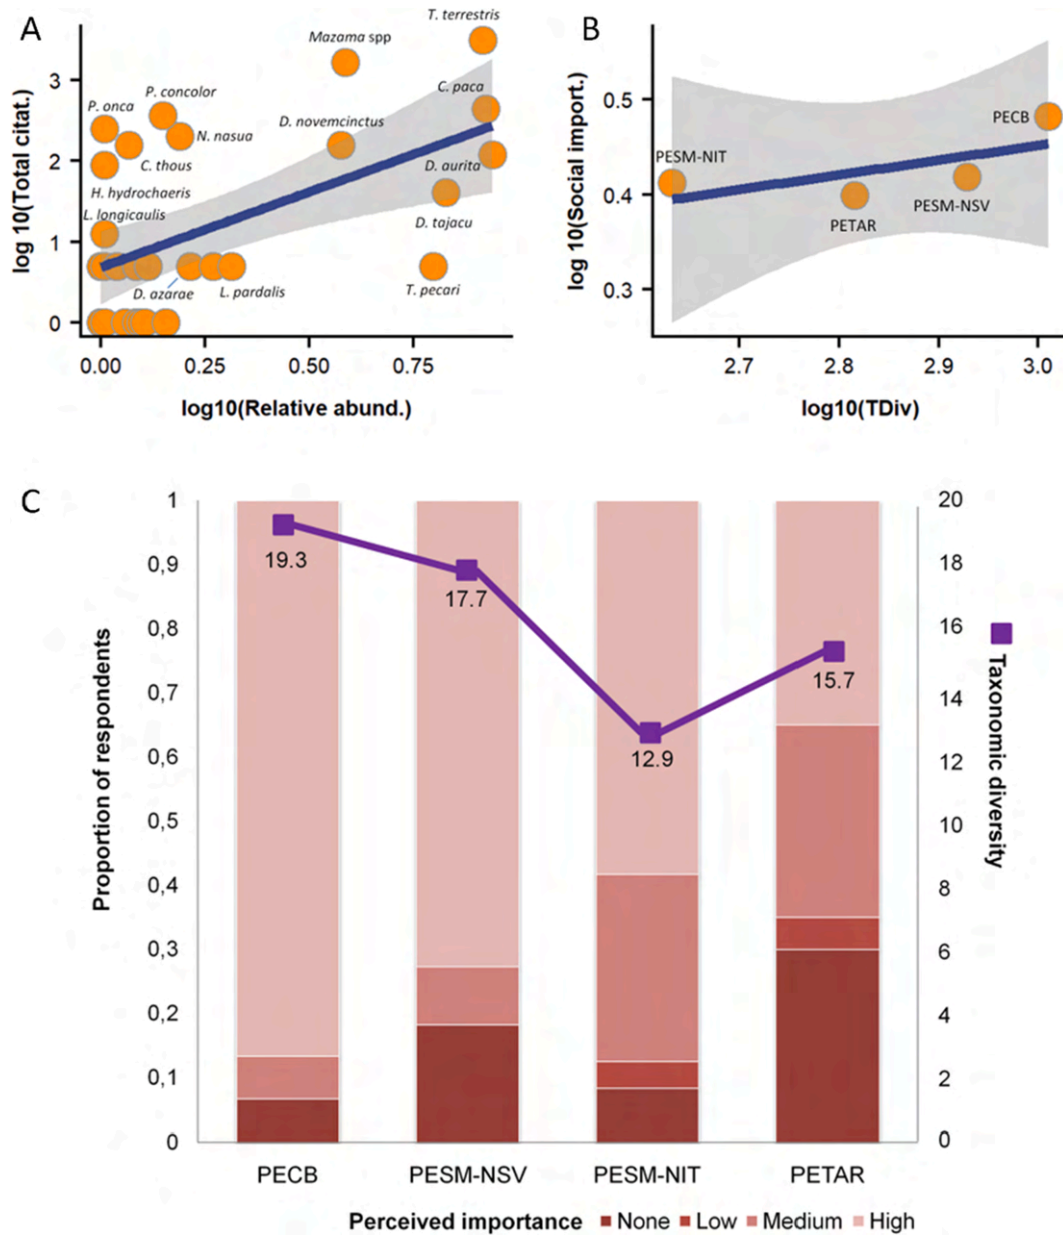 A
T. terrestris
Mazama spp
P. onca
P. concolor
C. paca
N. nasua
D. novemcinctus
C. thous
D. aurita
H. hydrochaeris
L. longicaulis
D. tajacu
D. azarae
L. pardalis
T. pecari
log 10(Total citat.)
3
2
1
0
0.00 0.25 0.50 0.75
log10(Relative abund.)
B
PECB
PESM-NIT
PESM-NSV
PETAR
log 10(Social import.)
0.5
0.4
0.3
2.7 2.8 2.9 3.0
log10(TDiv)
C
Proportion of respondents
1
0,9
0,8
0,7
0,6
0,5
0,4
0,3
0,2
0,1
0
19.3
17.7
12.9
15.7
20
18
16
14
12
10
8
6
4
2
0
Taxonomic diversity
PECB PESM-NSV PESM-NIT PETAR
Perceived importance None Low Medium High